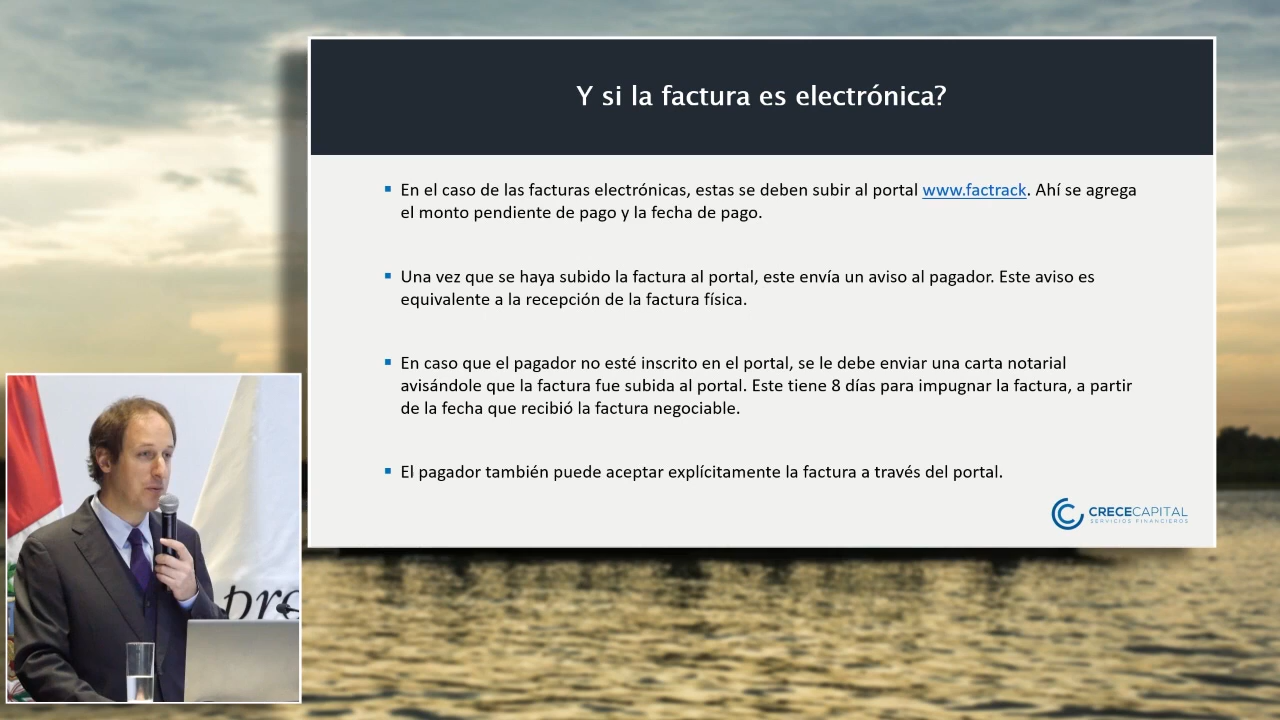 Y si la factura es electrónica?
En el caso de las facturas electrónicas, estas se deben subir al portal www.factrack. Ahí se agrega
el monto pendiente de pago y la fecha de pago.
Una vez que se haya subido la factura al portal, este envía un aviso al pagador. Este aviso es
equivalente a la recepción de la factura física.
En caso que el pagador no esté inscrito en el portal, se le debe enviar una carta notarial
avisándole que la factura fue subida al portal. Este tiene 8 días para impugnar la factura, a partir
de la fecha que recibió la factura negociable.
El pagador también puede aceptar explícitamente la factura a través del portal.
CRECECAPITAL
SERVICIOS FINANCIEROS